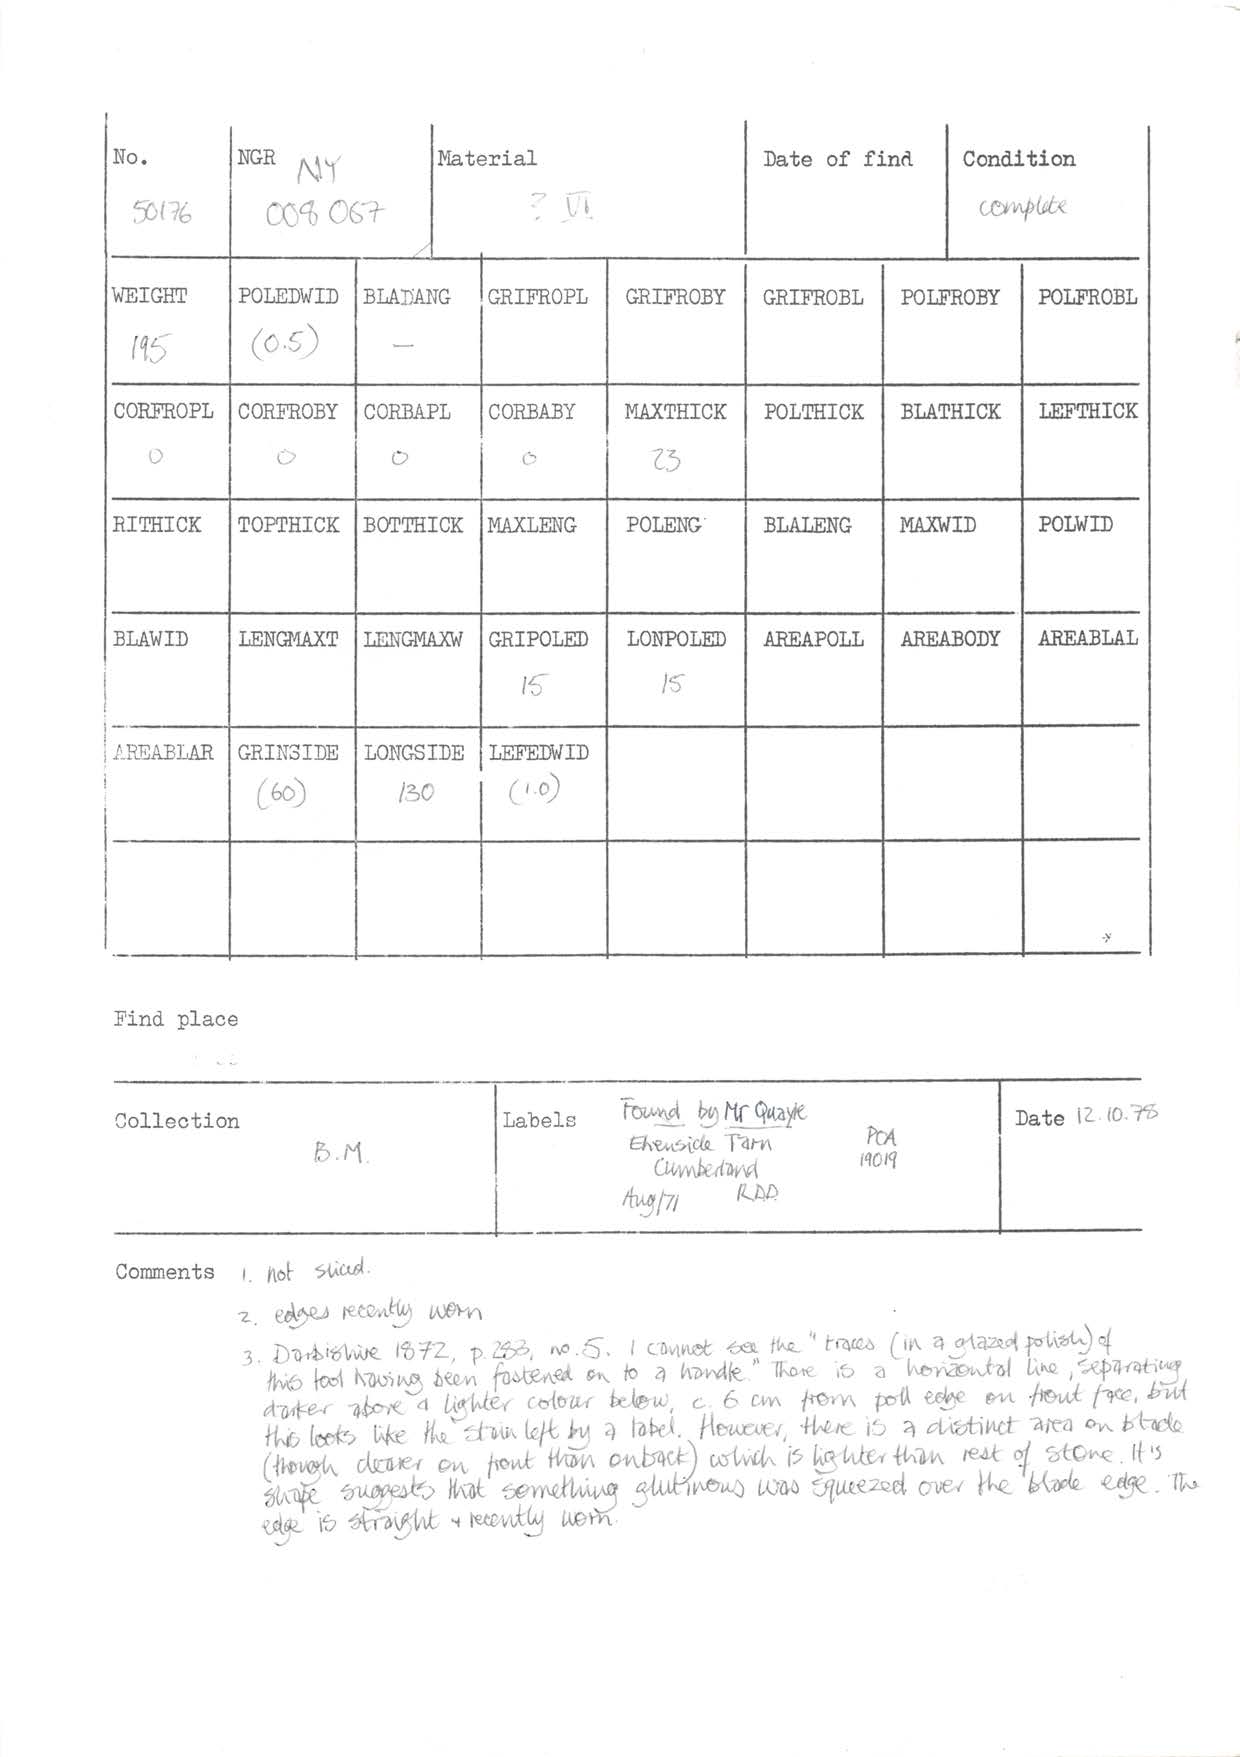 No. NGR NY Material Date of find Condition
50176 008 067 ? VI complete
WEIGHT POLEDWID BLADANG GRIFROPL GRIFROBY GRIFROBL POLFROBY POLFROBL
195 (0.5) —
CORFROPL CORFROBY CORBAPL CORBABY MAXTHICK POLTHICK BLATHICK LEFTHICK
0 0 0 0 23
RITHICK TOPTHICK BOTTHICK MAXLENG POLENG BLALENG MAXWID POLWID
BLAWID LENGMAXT LENGMAXW GRIPOLED LONPOLED AREAPOLL AREABODY AREABLAL
15 15
AREABLAR GRINSIDE LONGSIDE LEFEDWID
(60) 130 (1.0)
Find place
Collection
B.M.
Labels
Found by Mr Quayle
Ehenside Tarn
Cumberland
Aug/71 R.D.D.
POA
19019
Date 12.10.78
Comments 1. not sliced.
2. edges recently worn
3. Darbishire 1872, p.283, no.5. I cannot see the "traces (in a glazed polish) of
this tool having been fastened on to a handle." There is a horizontal line, separating
darker above a lighter colour below, c. 6 cm from poll edge on front face, but
this looks like the stain left by a label. However, there is a distinct area on blade
(though clearer on front than on back) which is lighter than rest of stone. It's
shape suggests that something glutinous was squeezed over the blade edge. The
edge is straight + recently worn.